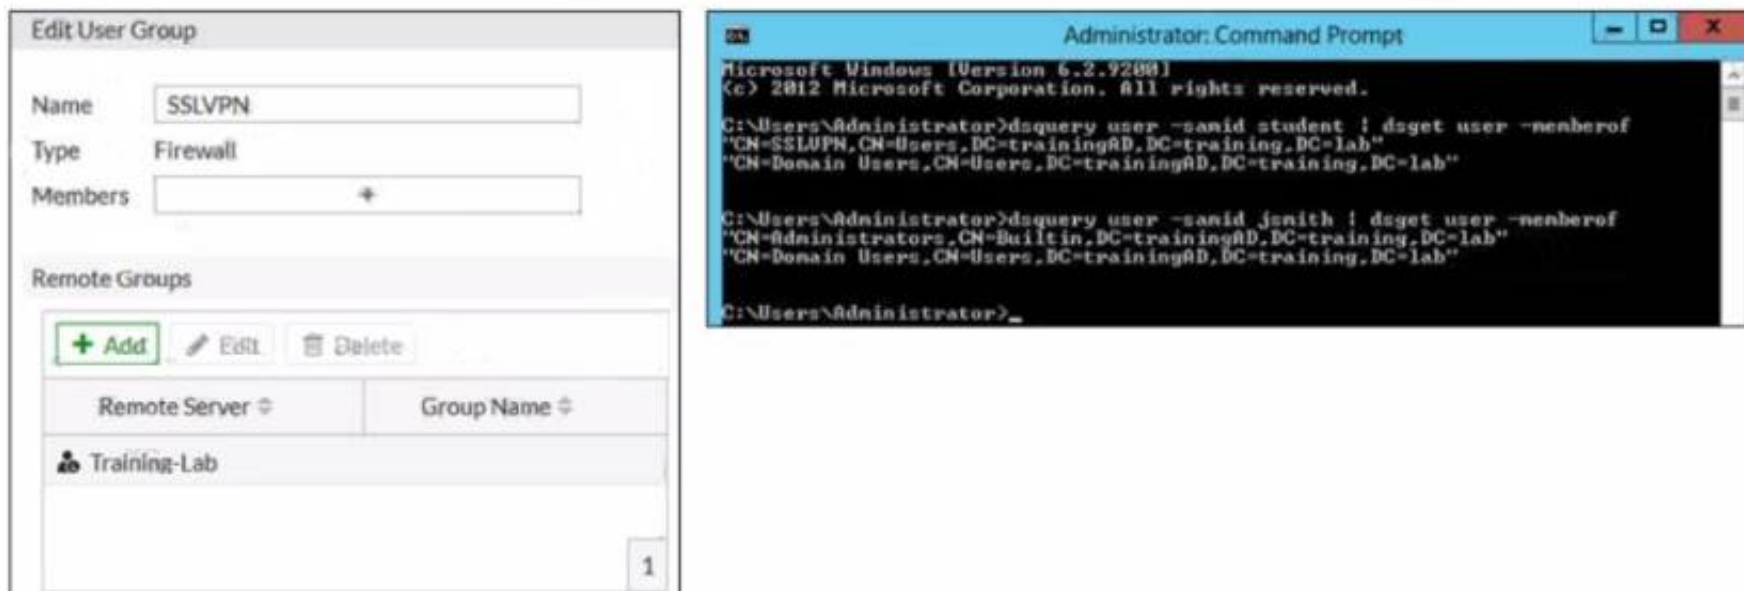 Edit User Group
Name SSLVPN
Type Firewall
Members +
Remote Groups
+ Add Edit Delete
Remote Server Group Name
Training-Lab
1
Administrator: Command Prompt
Microsoft Windows [Version 6.2.9200]
(c) 2012 Microsoft Corporation. All rights reserved.
C:\Users\Administrator>dsquery user -samid student | dsget user -memberof
"CN=SSLVPN,CN=Users,DC=trainingAD,DC=training,DC=lab"
"CN=Domain Users,CN=Users,DC=trainingAD,DC=training,DC=lab"
C:\Users\Administrator>dsquery user -samid jsmith | dsget user -memberof
"CN=Administrators,CN=Builtin,DC=trainingAD,DC=training,DC=lab"
"CN=Domain Users,CN=Users,DC=trainingAD,DC=training,DC=lab"
C:\Users\Administrator>_